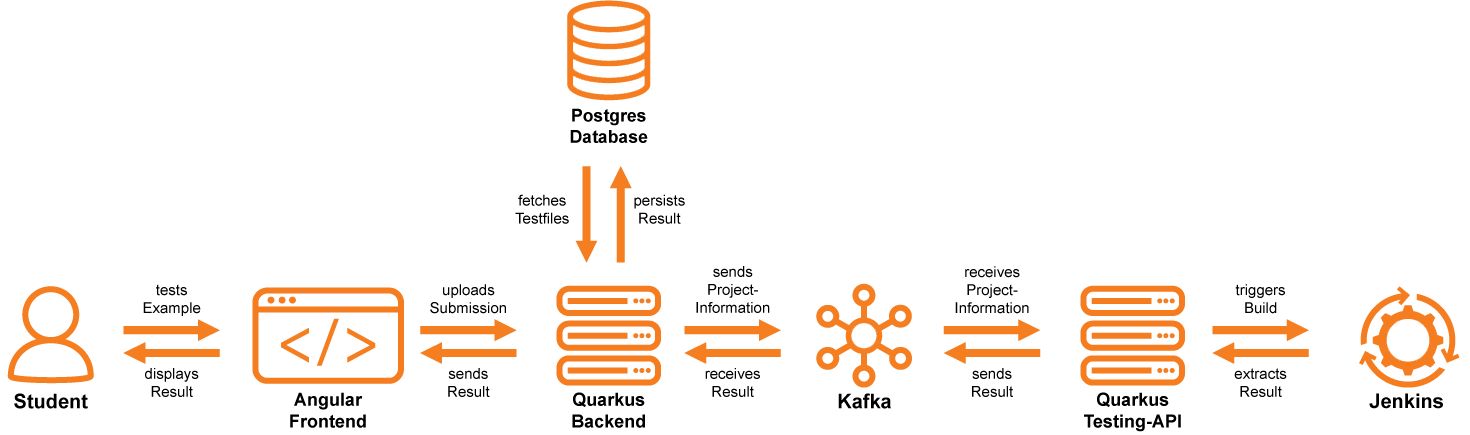 Postgres
Database
fetches
Testfiles
persists
Result
tests
Example
displays
Result
Student
</>
Angular
Frontend
uploads
Submission
sends
Result
Quarkus
Backend
sends
Project-
Information
receives
Result
Kafka
receives
Project-
Information
sends
Result
Quarkus
Testing-API
triggers
Build
extracts
Result
Jenkins